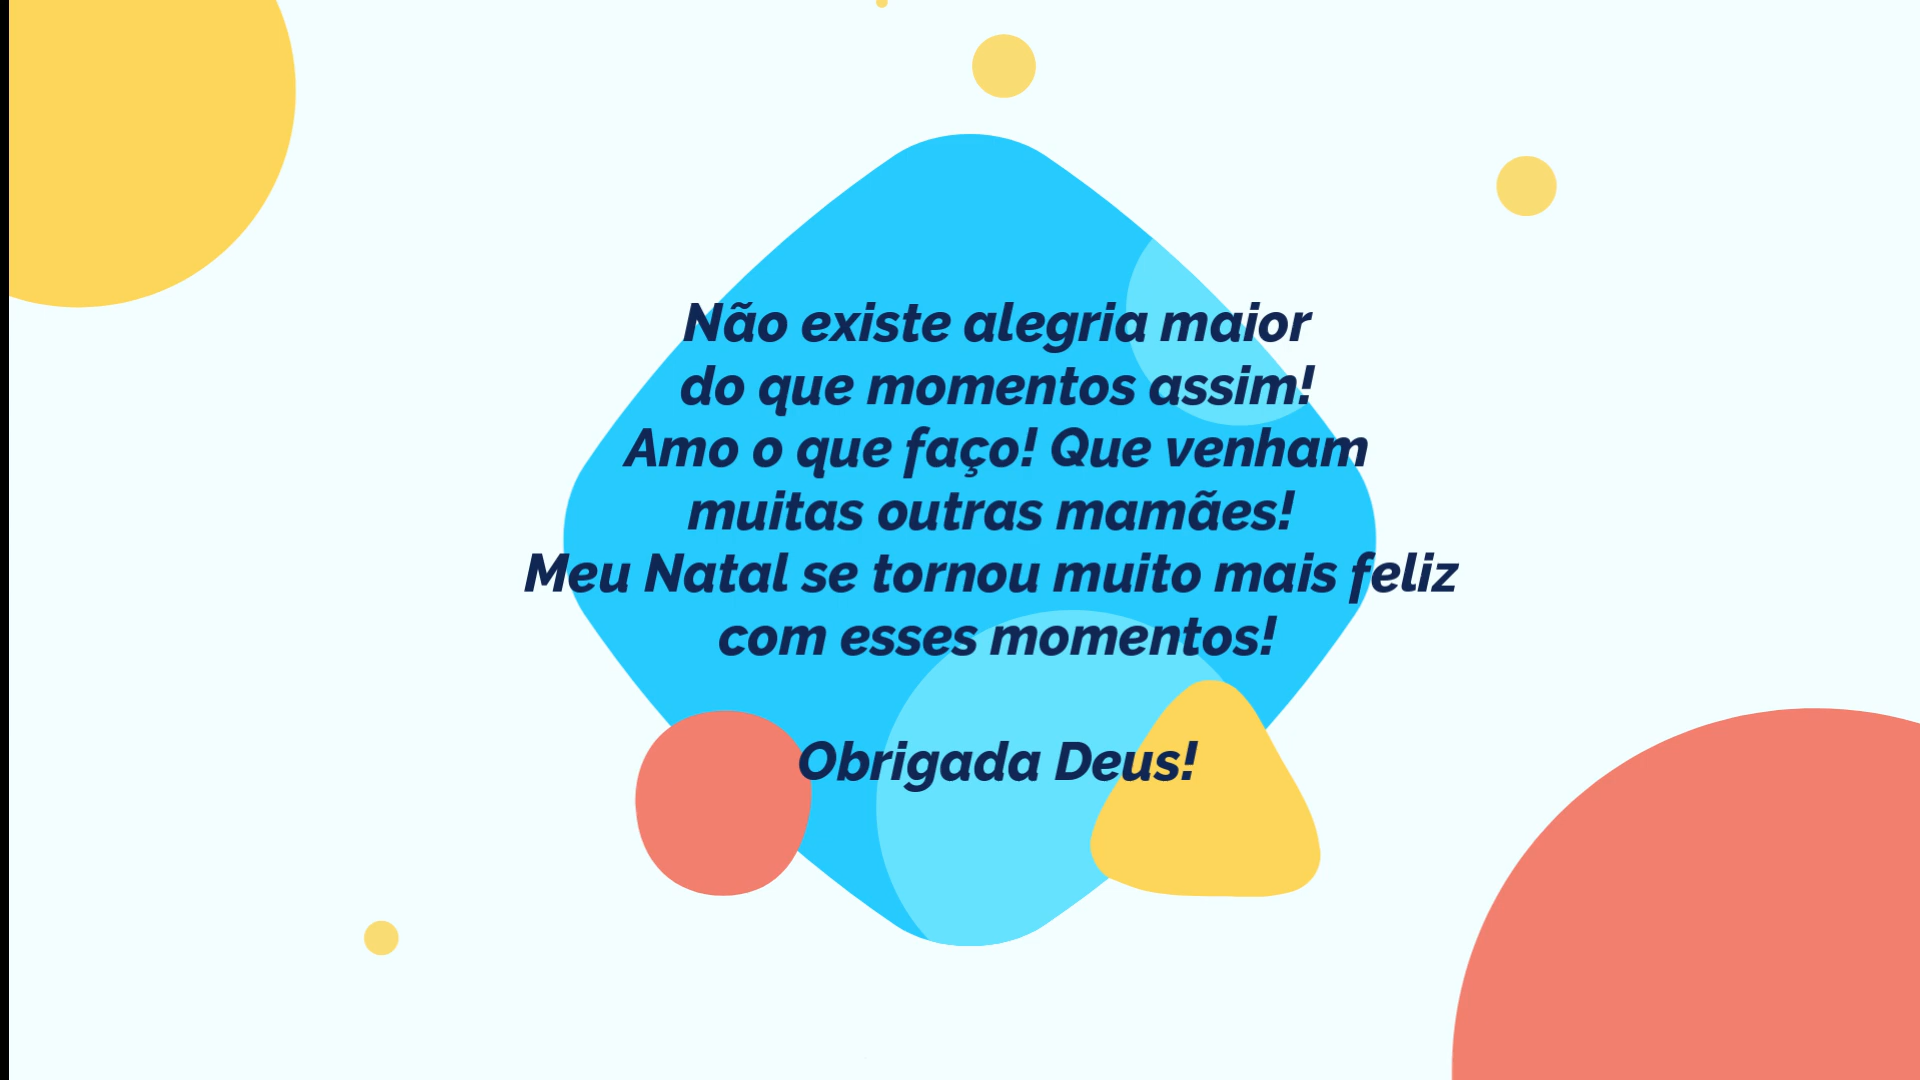 Não existe alegria maior
do que momentos assim!
Amo o que faço! Que venham
muitas outras mamães!
Meu Natal se tornou muito mais feliz
com esses momentos!
Obrigada Deus!